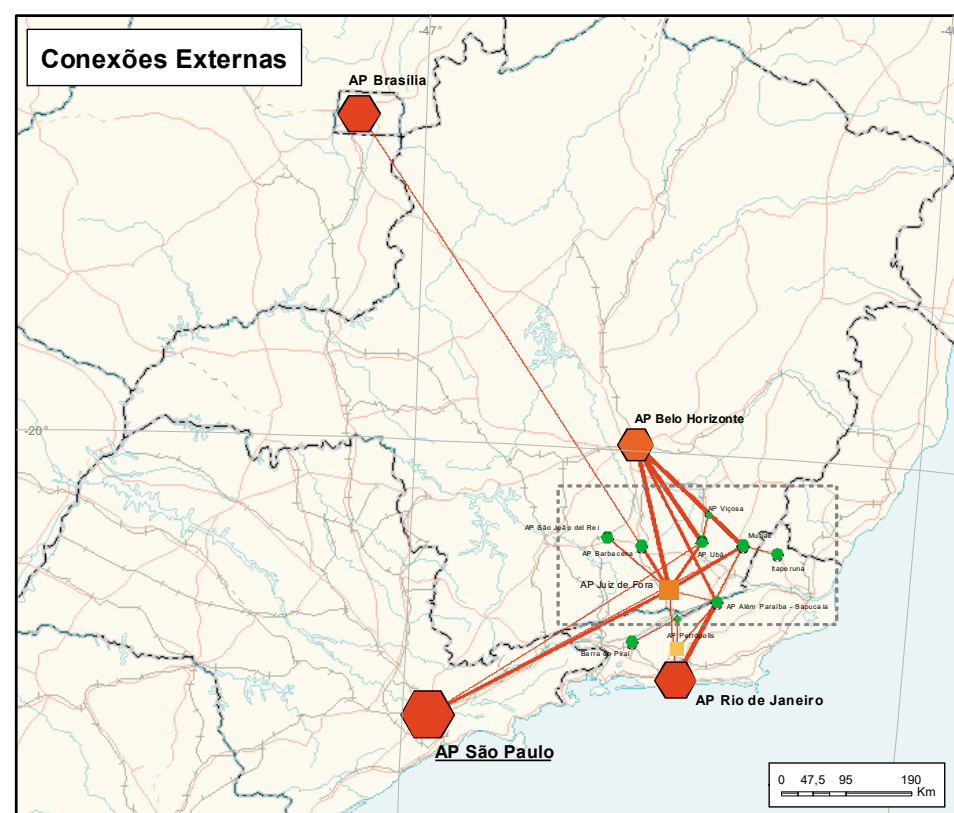 Conexões Externas
-47°
AP Brasília
-20°
AP Belo Horizonte
AP Viçosa
AP São João del Rei
AP Barbacena
AP Ubá
Muriaé
Itaperuna
AP Juiz de Fora
AP Além Paraíba - Sapucaia
AP Petrópolis
Barra do Piraí
AP Rio de Janeiro
AP São Paulo
0 47,5 95 190
Km